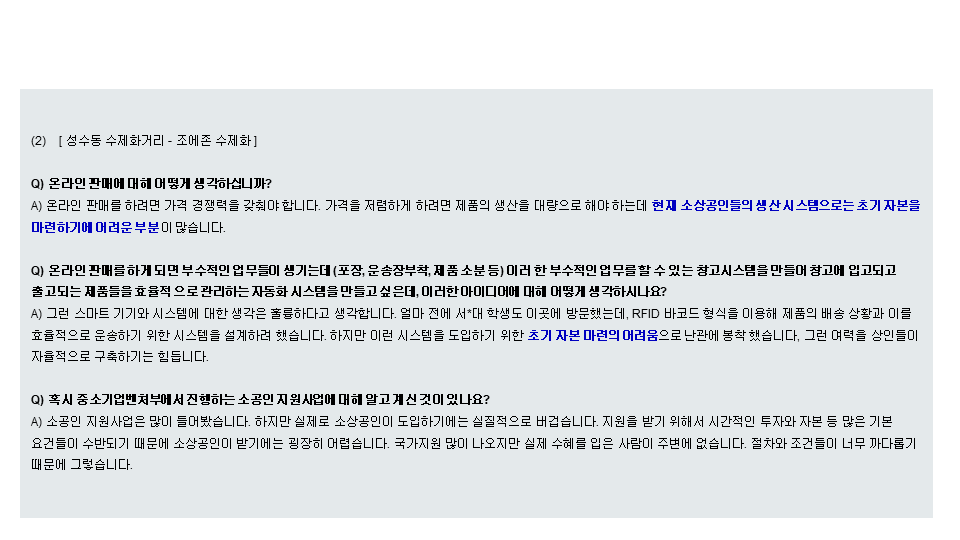 (2) [ 성수동 수제화거리 - 조에존 수제화 ]
Q) 온라인 판매에 대해 어떻게 생각하십니까?
A) 온라인 판매를 하려면 가격 경쟁력을 갖춰야 합니다. 가격을 저렴하게 하려면 제품의 생산을 대량으로 해야 하는데 현재 소상공인들의 생산 시스템으로는 초기 자본을
마련하기에 어려운 부분이 많습니다.
Q) 온라인 판매를 하게 되면 부수적인 업무들이 생기는데 (포장, 운송장부착, 제품 소분 등) 이러 한 부수적인 업무를 할 수 있는 창고시스템을 만들어 창고에 입고되고
출고되는 제품들을 효율적 으로 관리하는 자동화 시스템을 만들고 싶은데, 이러한 아이디어에 대해 어떻게 생각하시나요?
A) 그런 스마트 기기와 시스템에 대한 생각은 훌륭하다고 생각합니다. 얼마 전에 서*대 학생도 이곳에 방문했는데, RFID 바코드 형식을 이용해 제품의 배송 상황과 이를
효율적으로 운송하기 위한 시스템을 설계하려 했습니다. 하지만 이런 시스템을 도입하기 위한 초기 자본 마련의 어려움으로 난관에 봉착 했습니다, 그런 여력을 상인들이
자율적으로 구축하기는 힘듭니다.
Q) 혹시 중소기업벤처부에서 진행하는 소공인 지원사업에 대해 알고 계신 것이 있나요?
A) 소공인 지원사업은 많이 들어봤습니다. 하지만 실제로 소상공인이 도입하기에는 실질적으로 버겁습니다. 지원을 받기 위해서 시간적인 투자와 자본 등 많은 기본
요건들이 수반되기 때문에 소상공인이 받기에는 굉장히 어렵습니다. 국가지원 많이 나오지만 실제 수혜를 입은 사람이 주변에 없습니다. 절차와 조건들이 너무 까다롭기
때문에 그렇습니다.